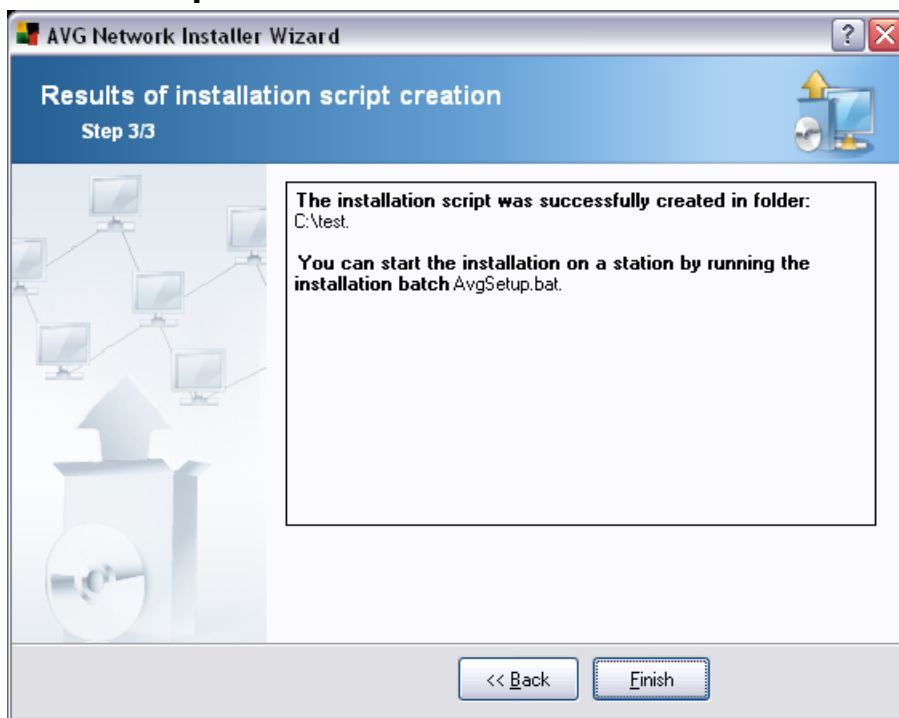 AVG Network Installer Wizard
Results of installation script creation
Step 3/3
The installation script was successfully created in folder:
C:\test.
You can start the installation on a station by running the
installation batch AvgSetup.bat.
<< Back
Finish